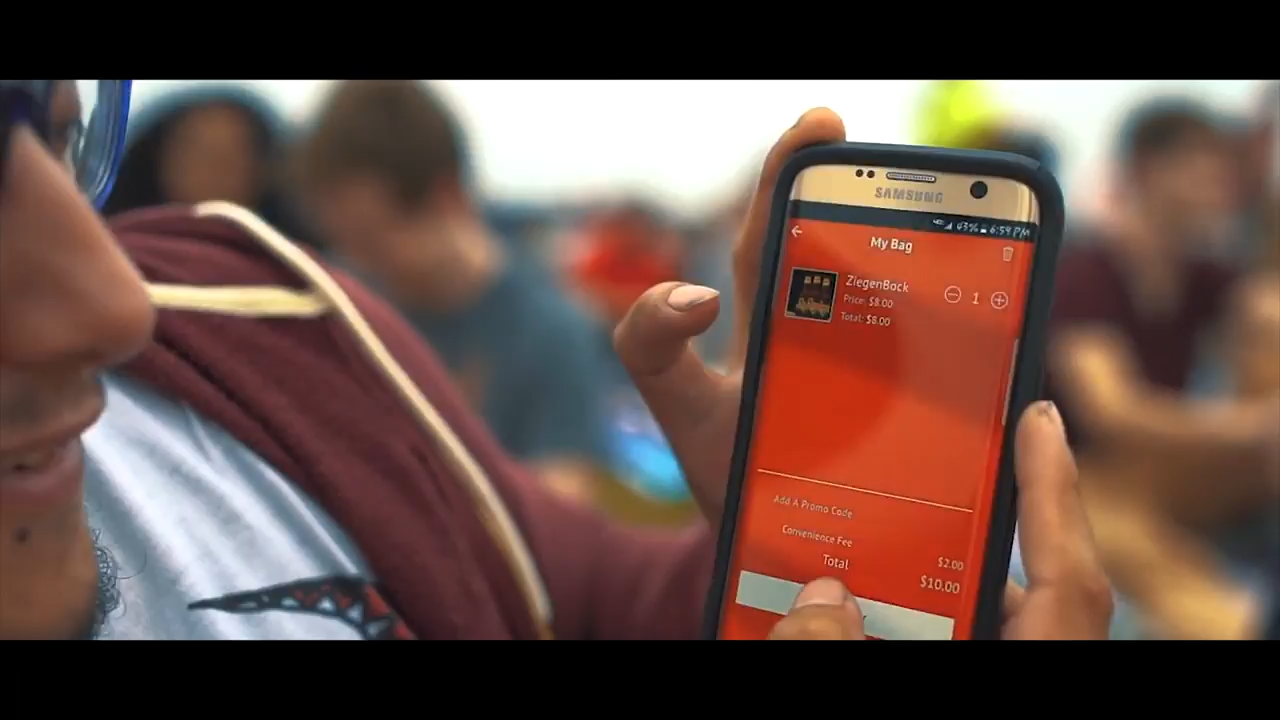 SAMSUNG
43% 6:59 PM
My Bag
ZiegenBock
Price: $8.00
Total: $8.00
1
Add A Promo Code
Convenience Fee $2.00
Total $10.00